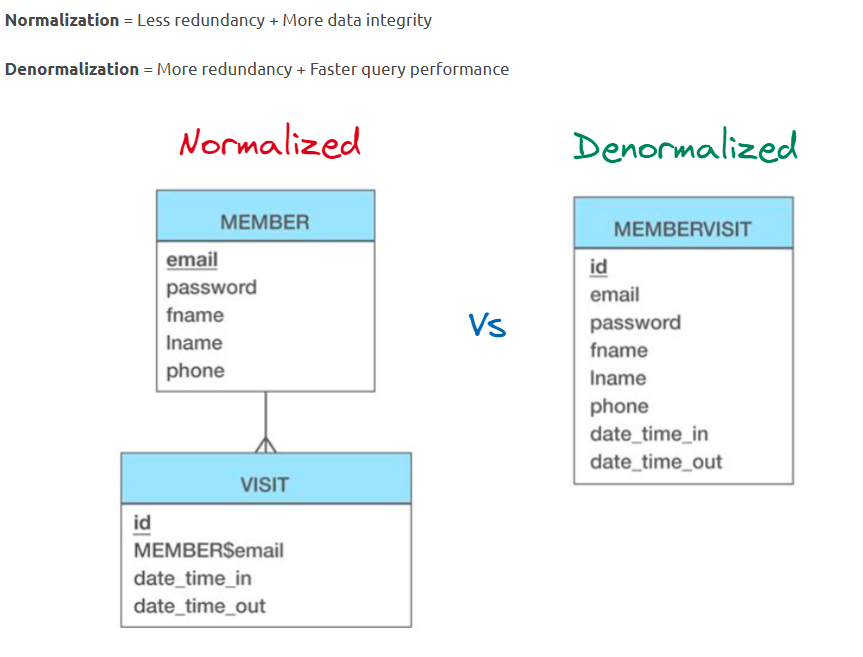 Normalization = Less redundancy + More data integrity
Denormalization = More redundancy + Faster query performance
Normalized
MEMBER
email
password
fname
lname
phone
VISIT
id
MEMBER$email
date_time_in
date_time_out
Vs
Denormalized
MEMBERVISIT
id
email
password
fname
lname
phone
date_time_in
date_time_out